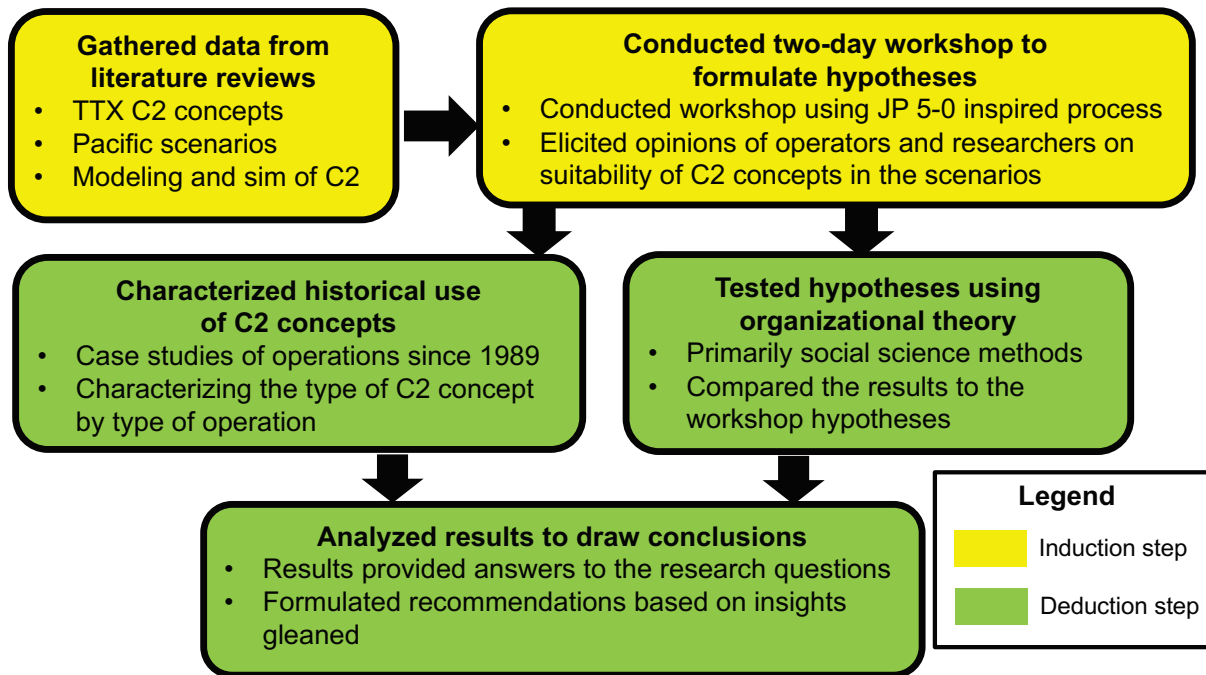 Gathered data from
literature reviews
• TTX C2 concepts
• Pacific scenarios
• Modeling and sim of C2
Conducted two-day workshop to
formulate hypotheses
• Conducted workshop using JP 5-0 inspired process
• Elicited opinions of operators and researchers on
suitability of C2 concepts in the scenarios
Characterized historical use
of C2 concepts
• Case studies of operations since 1989
• Characterizing the type of C2 concept
by type of operation
Tested hypotheses using
organizational theory
• Primarily social science methods
• Compared the results to the
workshop hypotheses
Analyzed results to draw conclusions
• Results provided answers to the research questions
• Formulated recommendations based on insights
gleaned
Legend
Induction step
Deduction step